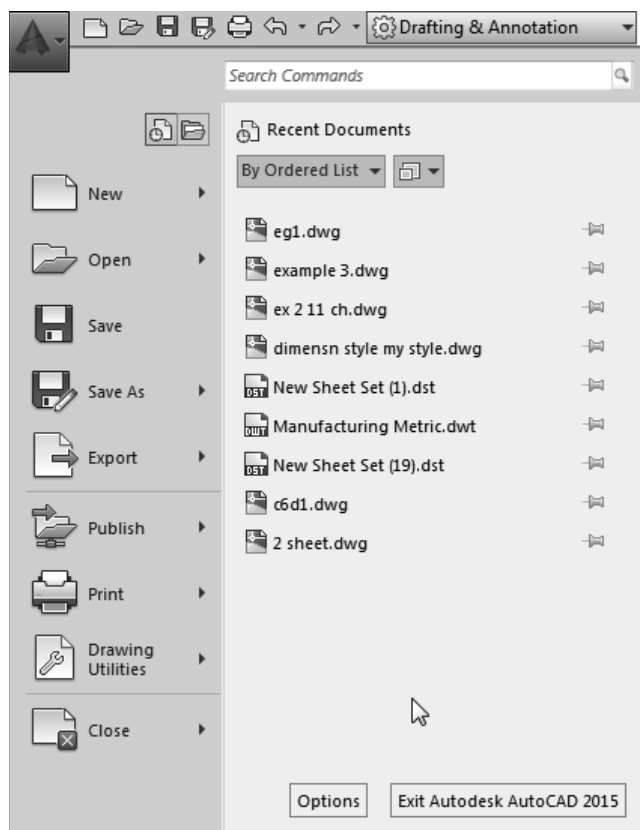 Drafting & Annotation
Search Commands
Recent Documents
By Ordered List
New
Open
Save
Save As
Export
Publish
Print
Drawing
Utilities
Close
eg1.dwg
example 3.dwg
ex 2 11 ch.dwg
dimensn style my style.dwg
DST New Sheet Set (1).dst
DWT Manufacturing Metric.dwt
DST New Sheet Set (19).dst
c6d1.dwg
2 sheet.dwg
Options
Exit Autodesk AutoCAD 2015